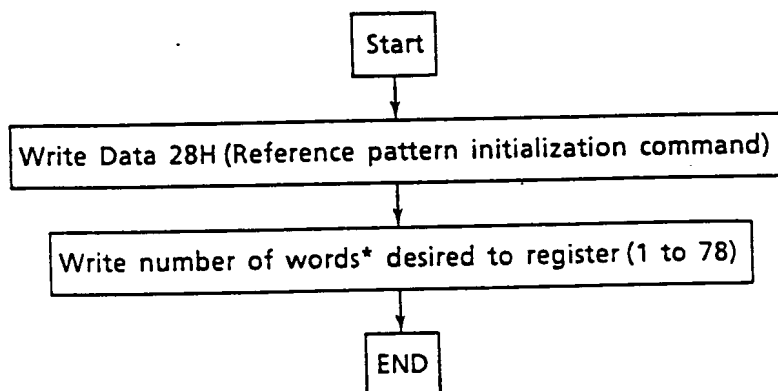 Start
Write Data 28H (Reference pattern initialization command)
Write number of words* desired to register (1 to 78)
END